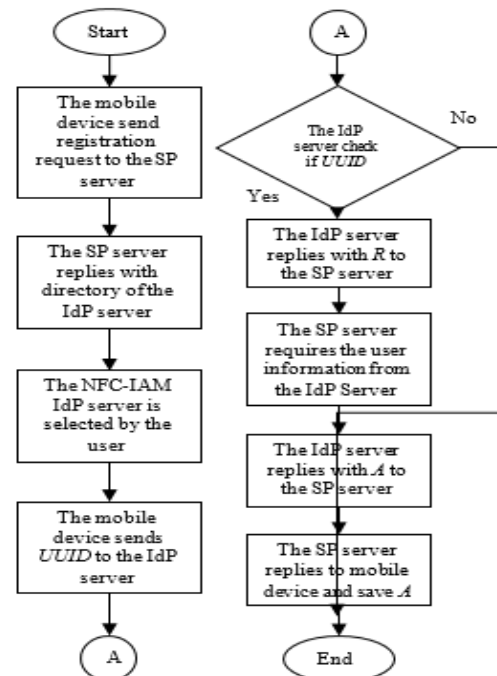 Start
The mobile
device send
registration
request to the SP
server
The SP server
replies with
directory of the
IdP server
The NFC-IAM
IdP server is
selected by the
user
The mobile
device sends
UUID to the IdP
server
A
A
The IdP
server check
if UUID
No
Yes
The IdP server
replies with R to
the SP server
The SP server
requires the user
information from
the IdP Server
The IdP server
replies with A to
the SP server
The SP server
replies to mobile
device and save A
End